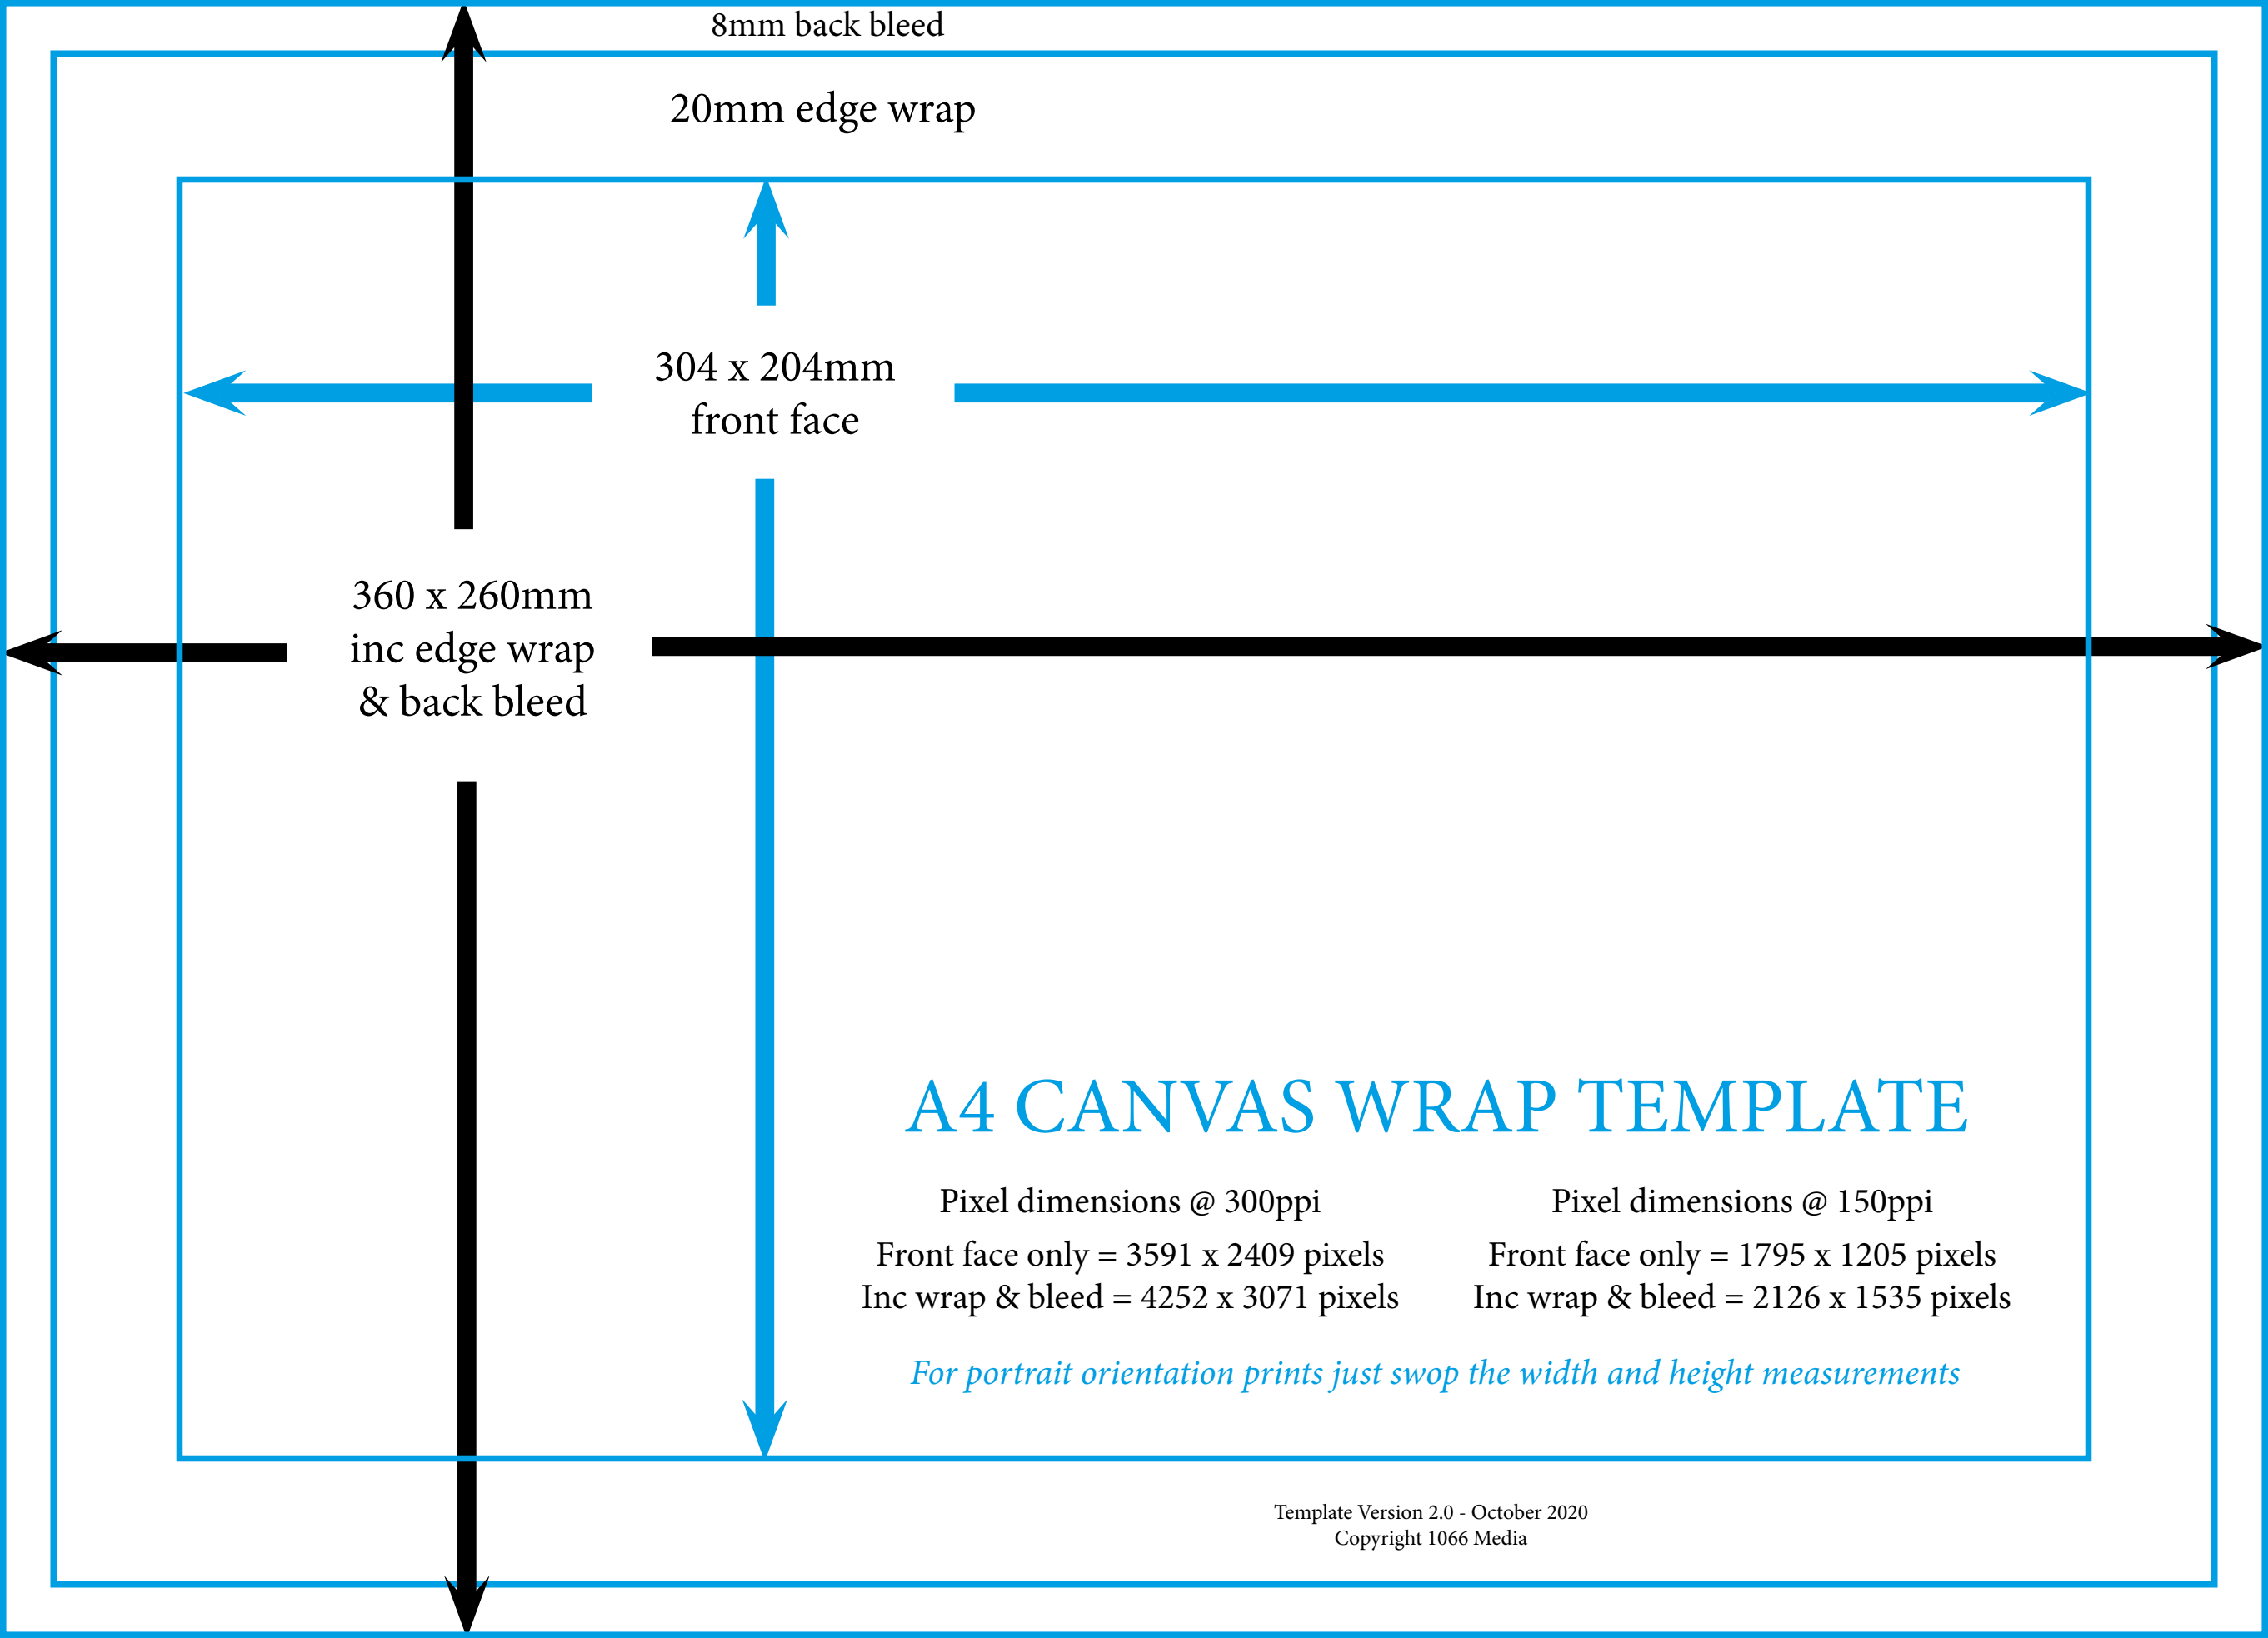 8mm back bleed
20mm edge wrap
304 x 204mm
front face
360 x 260mm
inc edge wrap
& back bleed
A4 CANVAS WRAP TEMPLATE
Pixel dimensions @ 300ppi
Front face only = 3591 x 2409 pixels
Inc wrap & bleed = 4252 x 3071 pixels
Pixel dimensions @ 150ppi
Front face only = 1795 x 1205 pixels
Inc wrap & bleed = 2126 x 1535 pixels
For portrait orientation prints just swop the width and height measurements
Template Version 2.0 - October 2020
Copyright 1066 Media